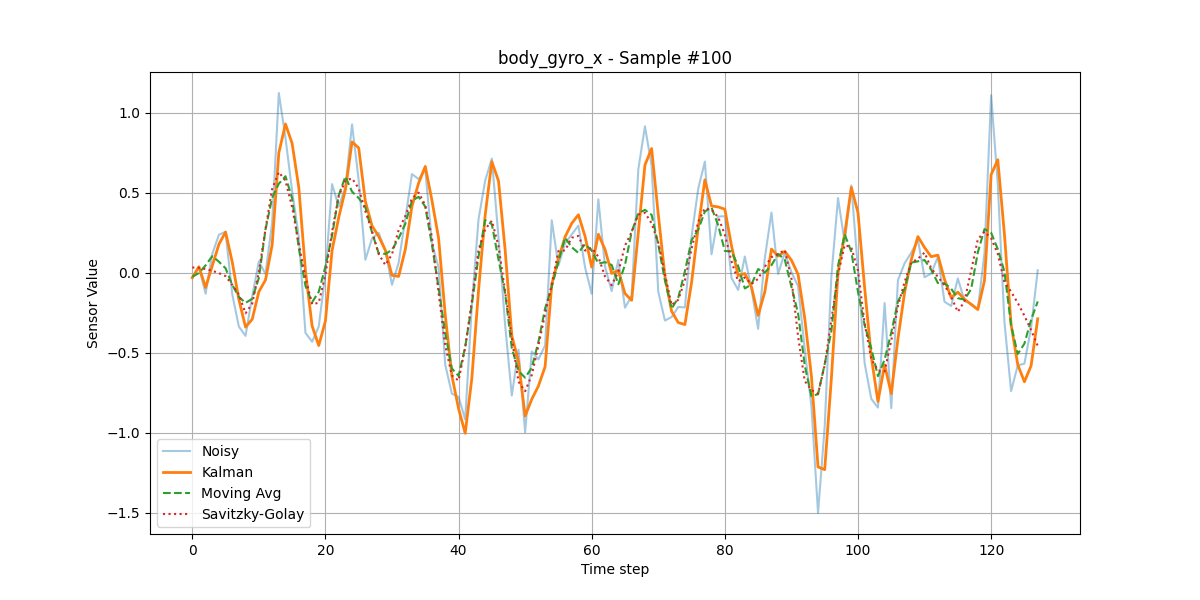 body_gyro_x - Sample #100
Sensor Value
1.0
0.5
0.0
−0.5
−1.0
−1.5
Noisy
Kalman
Moving Avg
Savitzky-Golay
0 20 40 60 80 100 120
Time step